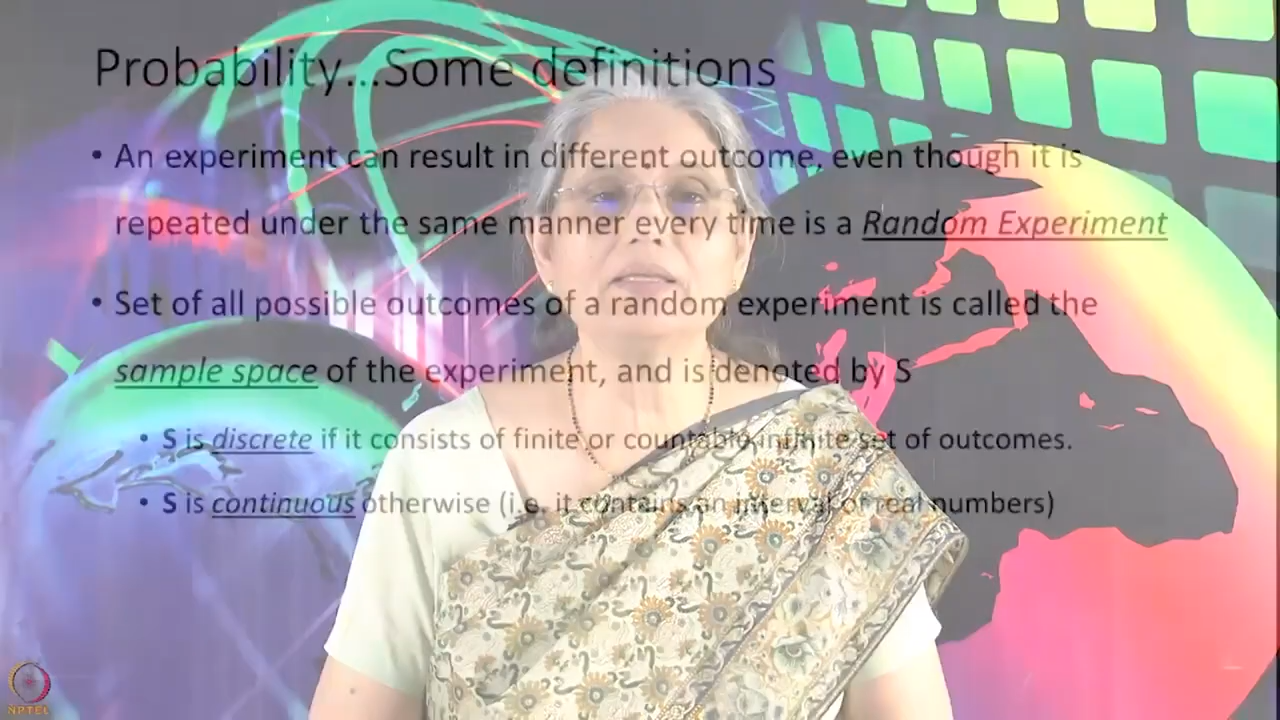 Probability...Some definitions
• An experiment can result in different outcome, even though it is
repeated under the same manner every time is a Random Experiment
• Set of all possible outcomes of a random experiment is called the
sample space of the experiment, and is denoted by S
• S is discrete if it consists of finite or countable infinite set of outcomes.
• S is continuous otherwise (i.e. it contains an interval of real numbers)
NPTEL